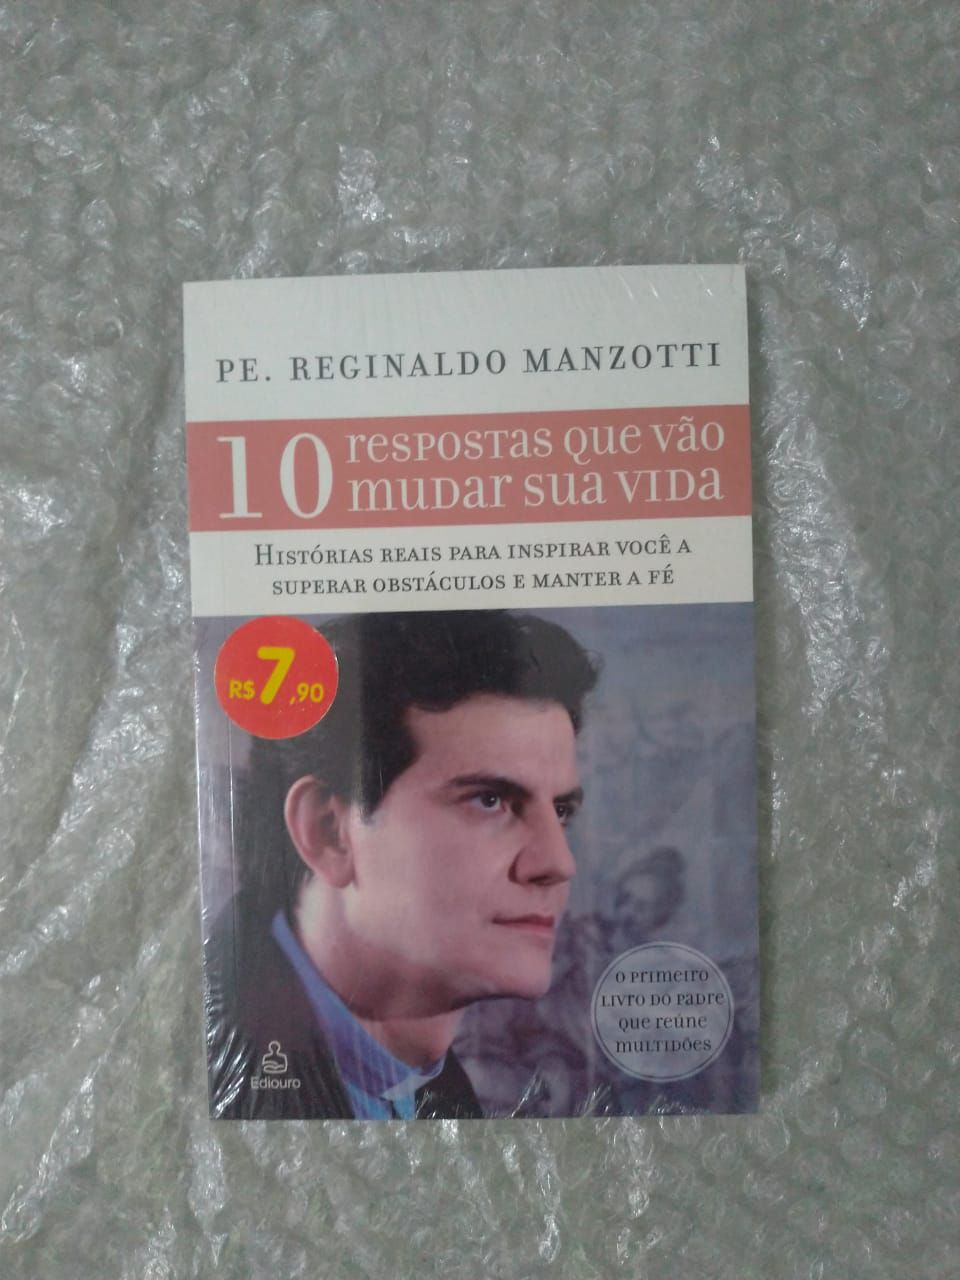 PE. REGINALDO MANZOTTI
10 respostas que vão
mudar sua vida
Histórias reais para inspirar você a
superar obstáculos e manter a fé
R$ 7,90
o primeiro
livro do padre
que reúne
multidões
Ediouro